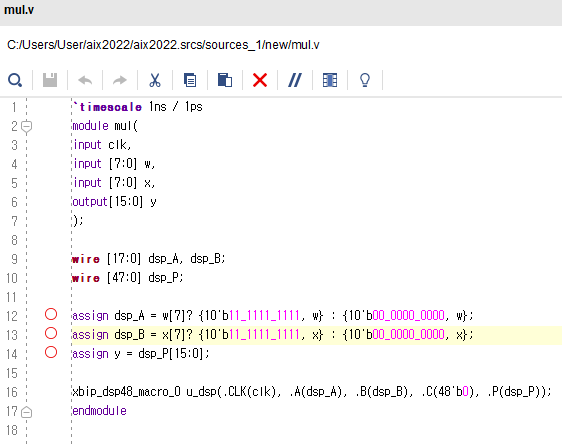 mul.v
C:/Users/User/aix2022/aix2022.srcs/sources_1/new/mul.v
1 `timescale 1ns / 1ps
2 module mul(
3 input clk,
4 input [7:0] w,
5 input [7:0] x,
6 output[15:0] y
7 );
8
9 wire [17:0] dsp_A, dsp_B;
10 wire [47:0] dsp_P;
11
12 assign dsp_A = w[7]? {10'b11_1111_1111, w} : {10'b00_0000_0000, w};
13 assign dsp_B = x[7]? {10'b11_1111_1111, x} : {10'b00_0000_0000, x};
14 assign y = dsp_P[15:0];
15
16 xbip_dsp48_macro_0 u_dsp(.CLK(clk), .A(dsp_A), .B(dsp_B), .C(48'b0), .P(dsp_P));
17 endmodule
18